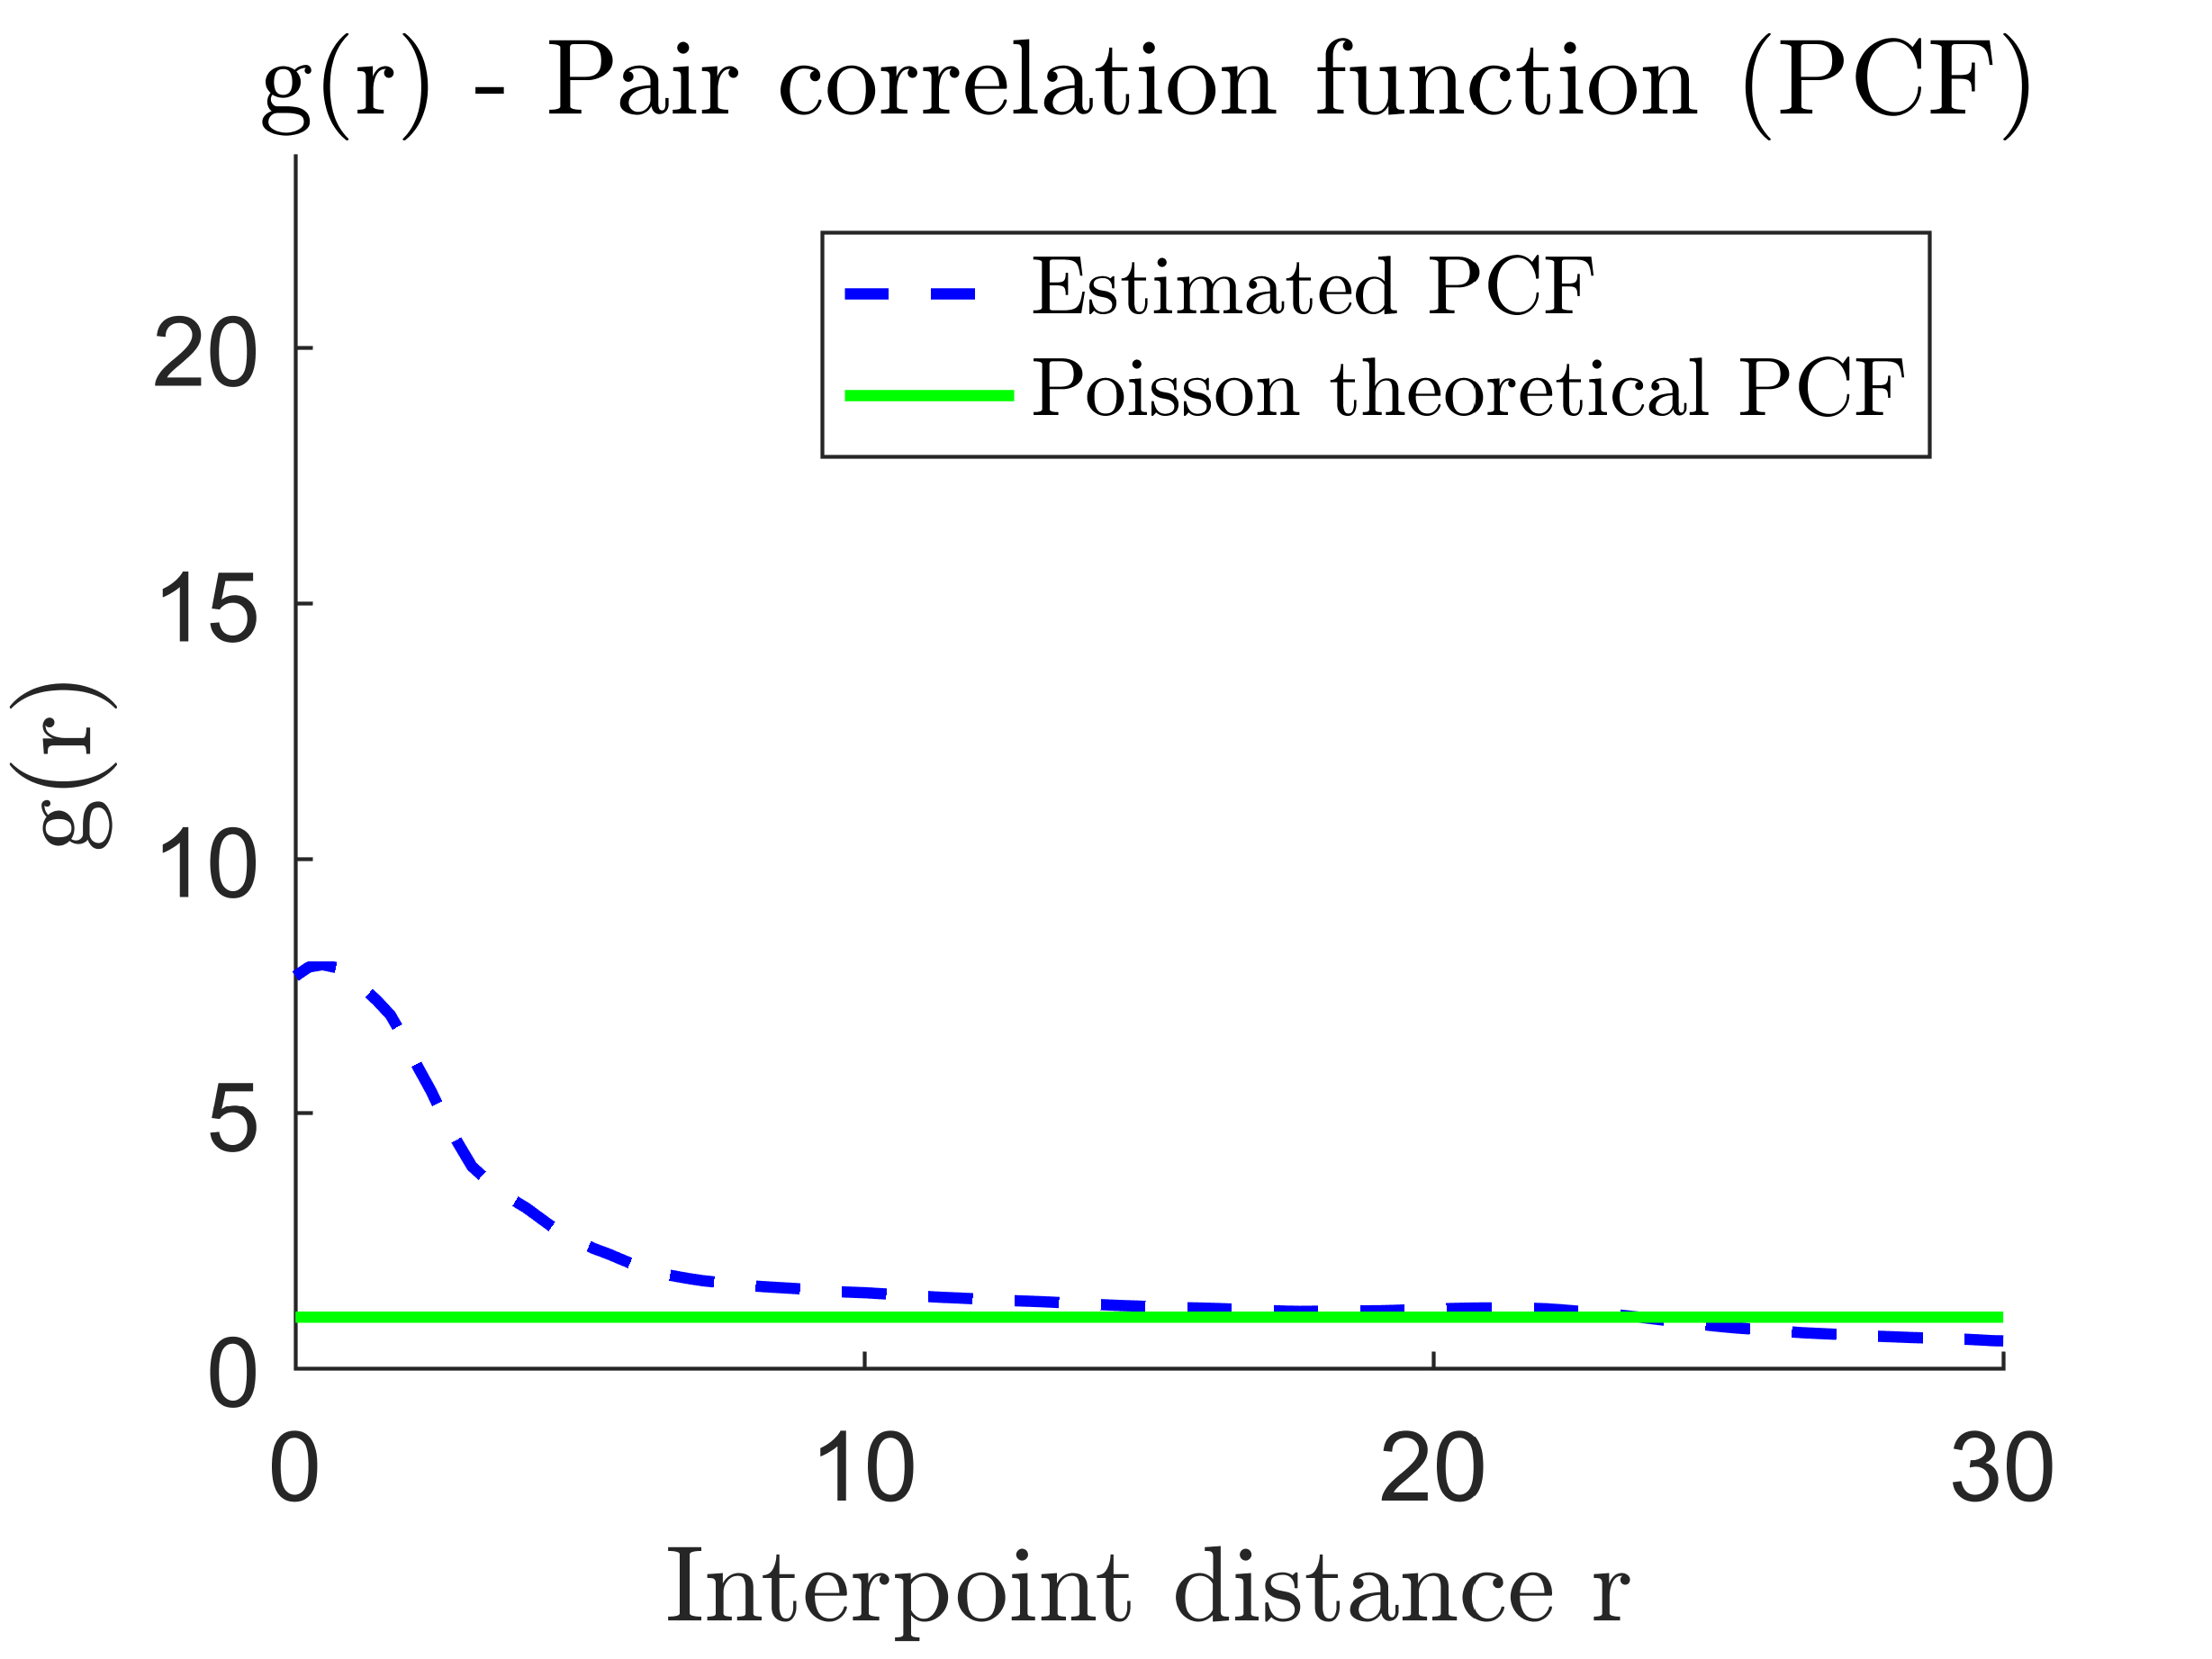 g(r) - Pair correlation function (PCF)
Estimated PCF
Poisson theoretical PCF
g(r)
20
15
10
5
0
0 10 20 30
Interpoint distance r